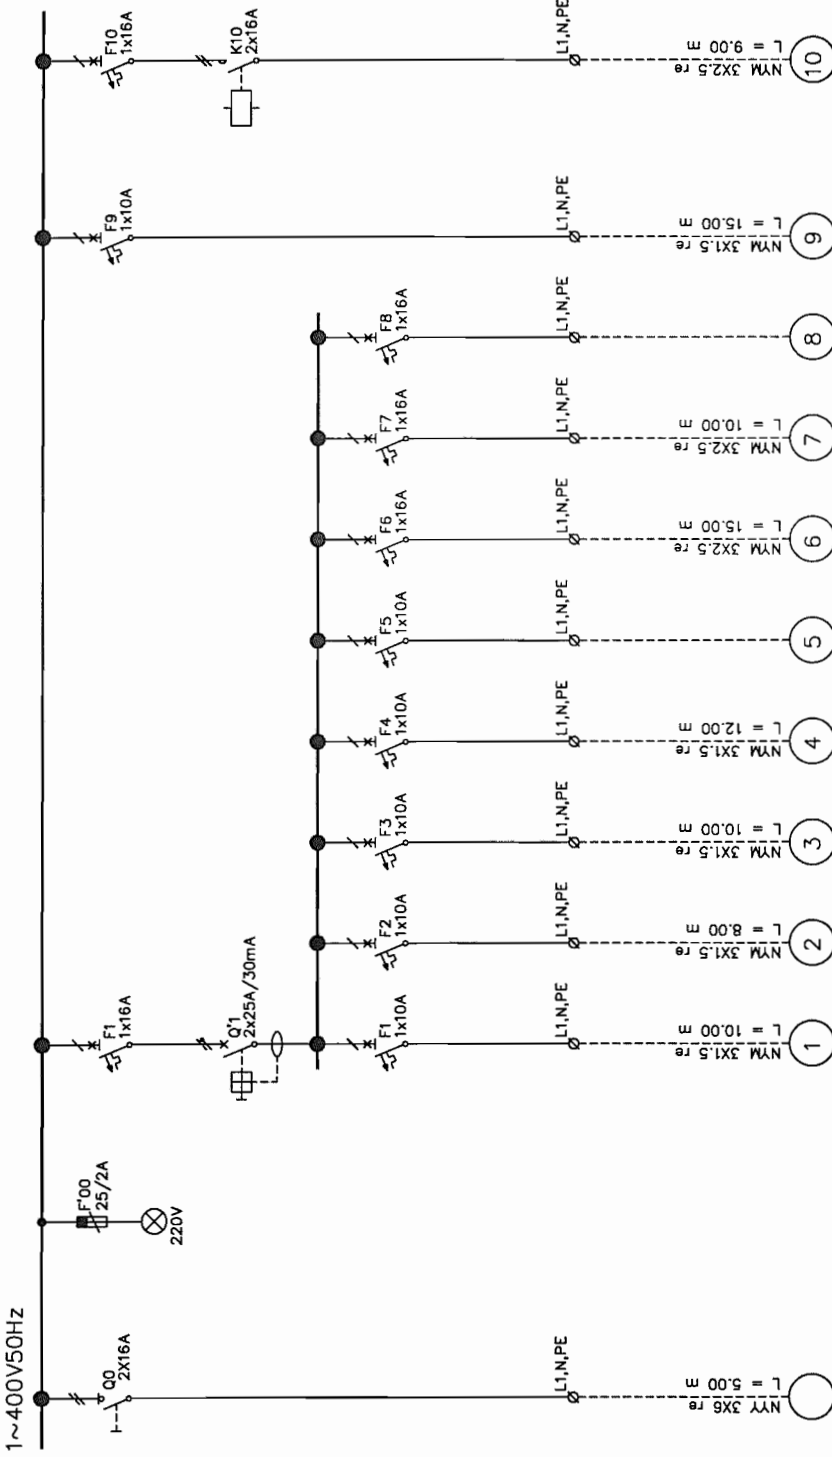 1~400V50Hz
Q0
2X16A
L1,N,PE
NYY 3X6 re
L = 5.00 m
F'00
25/2A
220V
F1
1x16A
Q'1
2x25A/30mA
F1
1x10A
L1,N,PE
NYM 3X1.5 re
L = 10.00 m
1
F2
1x10A
L1,N,PE
NYM 3X1.5 re
L = 8.00 m
2
F3
1x10A
L1,N,PE
NYM 3X1.5 re
L = 10.00 m
3
F4
1x10A
L1,N,PE
NYM 3X1.5 re
L = 12.00 m
4
F5
1x10A
L1,N,PE
5
F6
1x16A
L1,N,PE
NYM 3X2.5 re
L = 15.00 m
6
F7
1x16A
L1,N,PE
NYM 3X2.5 re
L = 10.00 m
7
F8
1x16A
L1,N,PE
8
F9
1x10A
L1,N,PE
NYM 3X1.5 re
L = 15.00 m
9
F10
1x16A
K10
2x16A
L1,N,PE
NYM 3X2.5 re
L = 9.00 m
10